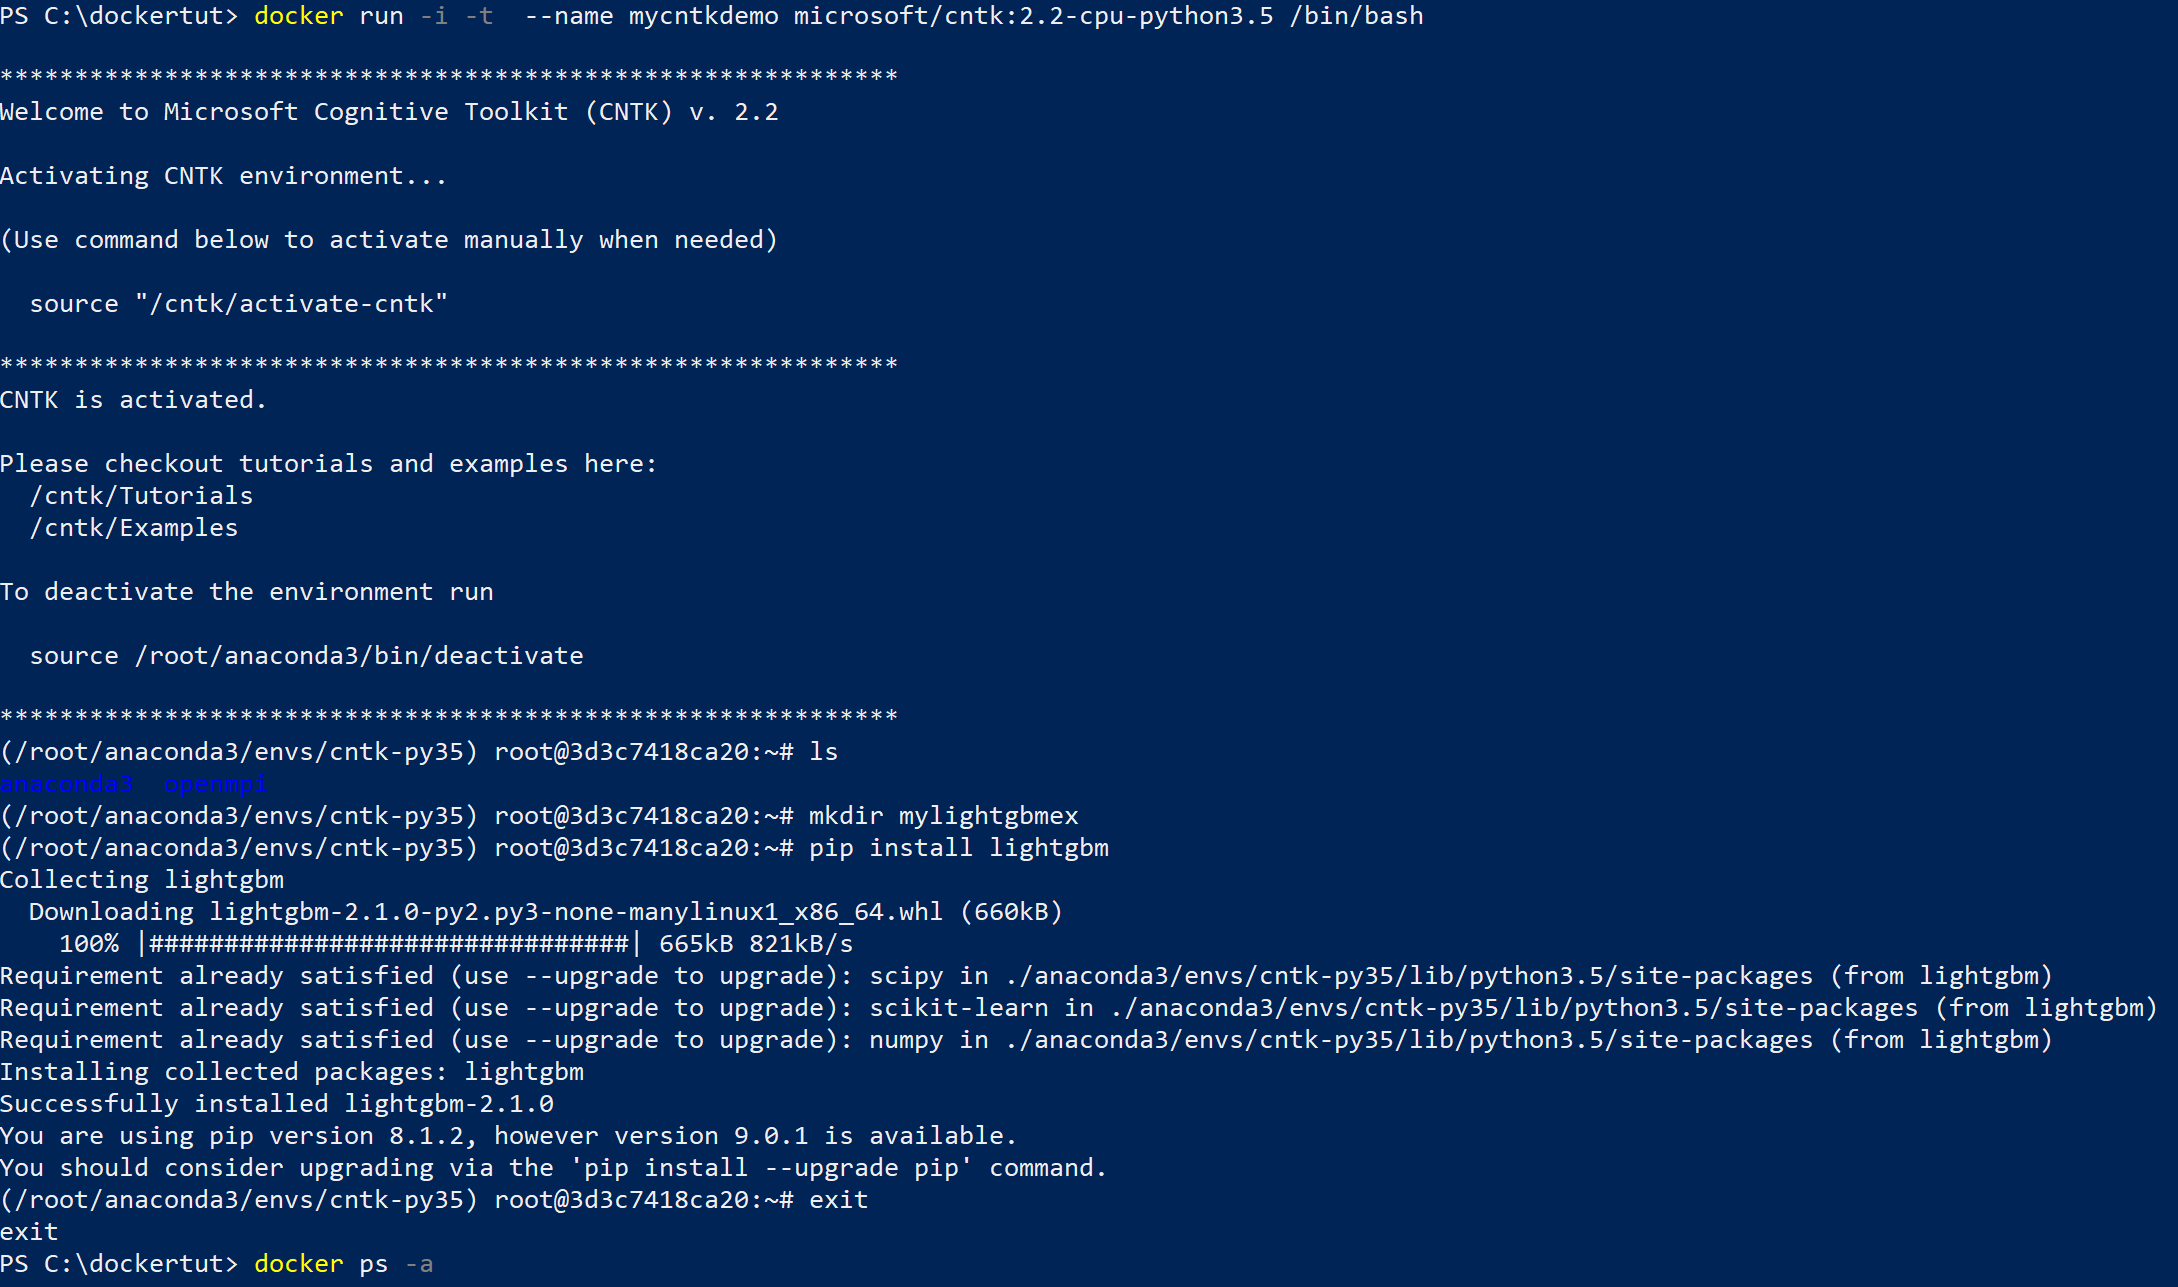 PS C:\dockertut> docker run -i -t  --name mycntkdemo microsoft/cntk:2.2-cpu-python3.5 /bin/bash
************************************************************
Welcome to Microsoft Cognitive Toolkit (CNTK) v. 2.2
Activating CNTK environment...
(Use command below to activate manually when needed)
  source "/cntk/activate-cntk"
************************************************************
CNTK is activated.
Please checkout tutorials and examples here:
  /cntk/Tutorials
  /cntk/Examples
To deactivate the environment run
  source /root/anaconda3/bin/deactivate
************************************************************
(/root/anaconda3/envs/cntk-py35) root@3d3c7418ca20:~# ls
anaconda3  openmpi
(/root/anaconda3/envs/cntk-py35) root@3d3c7418ca20:~# mkdir mylightgbmex
(/root/anaconda3/envs/cntk-py35) root@3d3c7418ca20:~# pip install lightgbm
Collecting lightgbm
  Downloading lightgbm-2.1.0-py2.py3-none-manylinux1_x86_64.whl (660kB)
    100% |################################| 665kB 821kB/s
Requirement already satisfied (use --upgrade to upgrade): scipy in ./anaconda3/envs/cntk-py35/lib/python3.5/site-packages (from lightgbm)
Requirement already satisfied (use --upgrade to upgrade): scikit-learn in ./anaconda3/envs/cntk-py35/lib/python3.5/site-packages (from lightgbm)
Requirement already satisfied (use --upgrade to upgrade): numpy in ./anaconda3/envs/cntk-py35/lib/python3.5/site-packages (from lightgbm)
Installing collected packages: lightgbm
Successfully installed lightgbm-2.1.0
You are using pip version 8.1.2, however version 9.0.1 is available.
You should consider upgrading via the 'pip install --upgrade pip' command.
(/root/anaconda3/envs/cntk-py35) root@3d3c7418ca20:~# exit
exit
PS C:\dockertut> docker ps -a